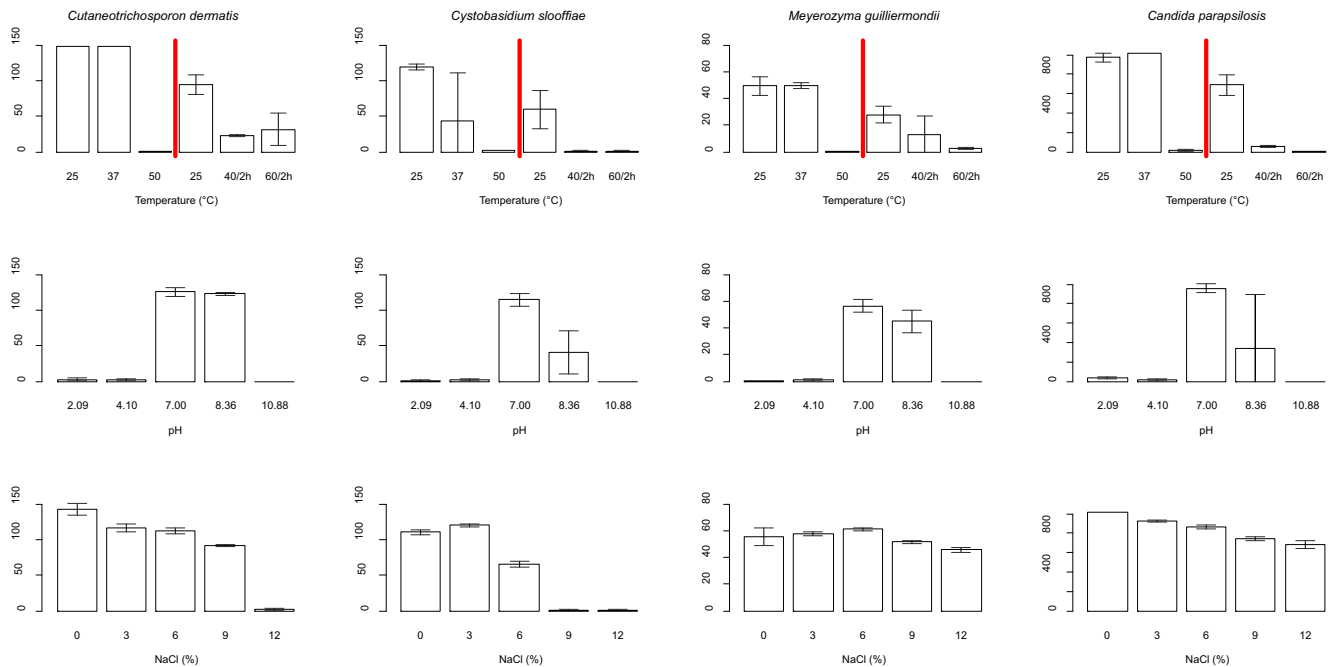 Cutaneotrichosporon dermatis
Cystobasidium slooffiae
Meyerozyma guilliermondii
Candida parapsilosis
0 50 100 150
0 50 100 150
0 20 40 60 80
0 400 800
25 37 50 25 40/2h 60/2h
25 37 50 25 40/2h 60/2h
25 37 50 25 40/2h 60/2h
25 37 50 25 40/2h 60/2h
Temperature (°C)
Temperature (°C)
Temperature (°C)
Temperature (°C)
0 50 100 150
0 50 100 150
0 20 40 60 80
0 400 800
2.09 4.10 7.00 8.36 10.88
2.09 4.10 7.00 8.36 10.88
2.09 4.10 7.00 8.36 10.88
2.09 4.10 7.00 8.36 10.88
pH
pH
pH
pH
0 50 100 150
0 50 100 150
0 20 40 60 80
0 400 800
0 3 6 9 12
0 3 6 9 12
0 3 6 9 12
0 3 6 9 12
NaCl (%)
NaCl (%)
NaCl (%)
NaCl (%)